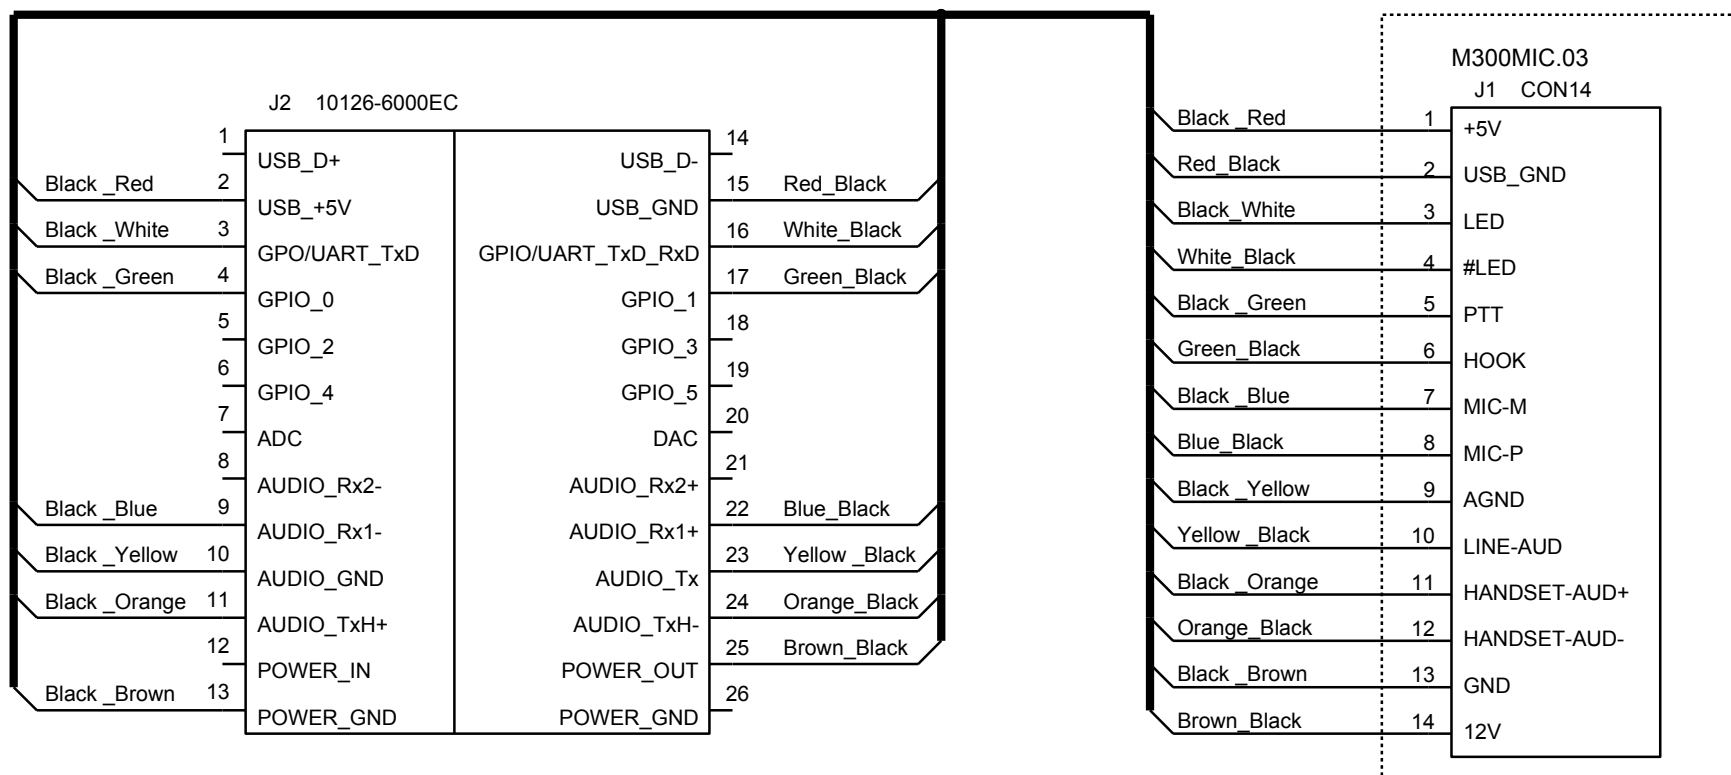 J2 10126-6000EC
1 USB_D+
Black _Red 2 USB_+5V
Black _White 3 GPO/UART_TxD
Black _Green 4 GPIO_0
5 GPIO_2
6 GPIO_4
7 ADC
8 AUDIO_Rx2-
Black _Blue 9 AUDIO_Rx1-
Black _Yellow 10 AUDIO_GND
Black _Orange 11 AUDIO_TxH+
12 POWER_IN
Black _Brown 13 POWER_GND
USB_D- 14
USB_GND 15 Red_Black
GPIO/UART_TxD_RxD 16 White_Black
GPIO_1 17 Green_Black
GPIO_3 18
GPIO_5 19
DAC 20
AUDIO_Rx2+ 21
AUDIO_Rx1+ 22 Blue_Black
AUDIO_Tx 23 Yellow _Black
AUDIO_TxH- 24 Orange_Black
POWER_OUT 25 Brown_Black
POWER_GND 26
M300MIC.03
J1 CON14
Black _Red 1 +5V
Red_Black 2 USB_GND
Black_White 3 LED
White_Black 4 #LED
Black _Green 5 PTT
Green_Black 6 HOOK
Black _Blue 7 MIC-M
Blue_Black 8 MIC-P
Black _Yellow 9 AGND
Yellow _Black 10 LINE-AUD
Black _Orange 11 HANDSET-AUD+
Orange_Black 12 HANDSET-AUD-
Black _Brown 13 GND
Brown_Black 14 12V